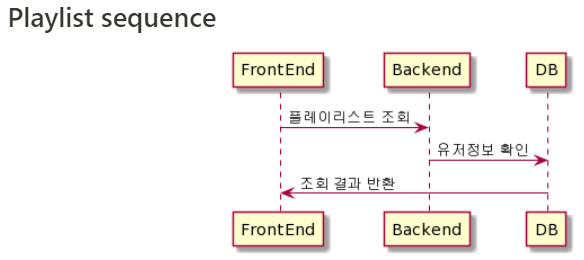 Playlist sequence
FrontEnd Backend DB
플레이리스트 조회
유저정보 확인
조회 결과 반환
FrontEnd Backend DB